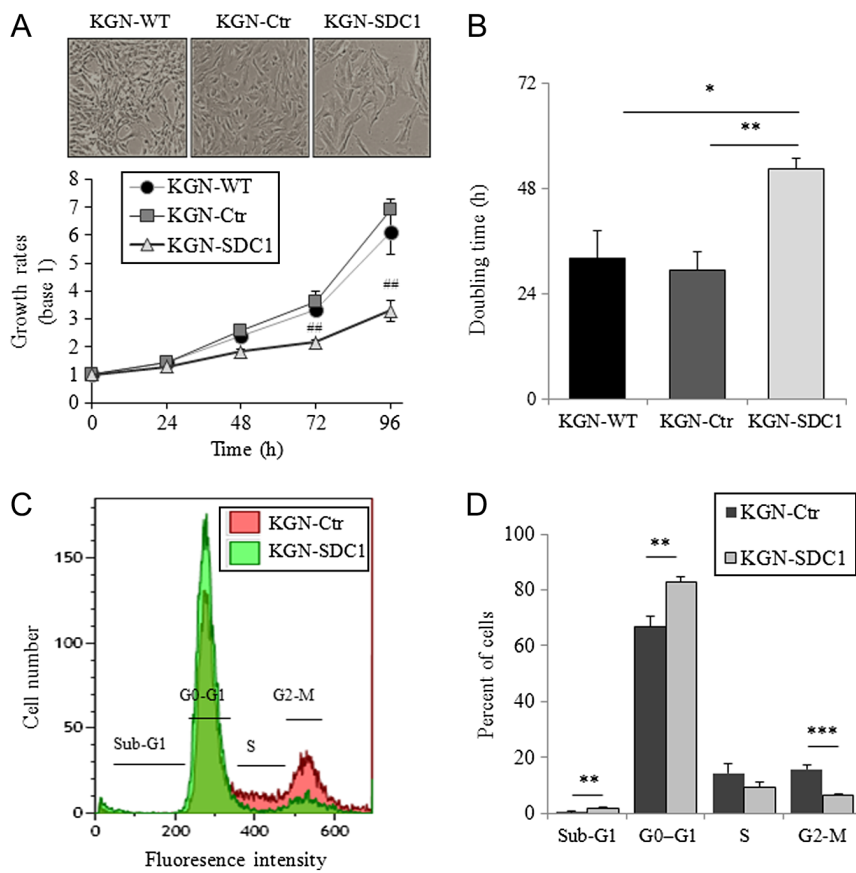 A
KGN-WT KGN-Ctr KGN-SDC1
KGN-WT
KGN-Ctr
KGN-SDC1
8
7
6
5
4
3
2
1
0
Growth rates
(base 1)
##
##
0 24 48 72 96
Time (h)
B
72
48
24
0
Doubling time (h)
*
**
KGN-WT KGN-Ctr KGN-SDC1
C
KGN-Ctr
KGN-SDC1
150
100
50
0
Cell number
G0-G1
G2-M
Sub-G1
S
0 200 400 600
Fluoresence intensity
D
KGN-Ctr
KGN-SDC1
100
80
60
40
20
0
Percent of cells
**
**
***
Sub-G1 G0–G1 S G2-M